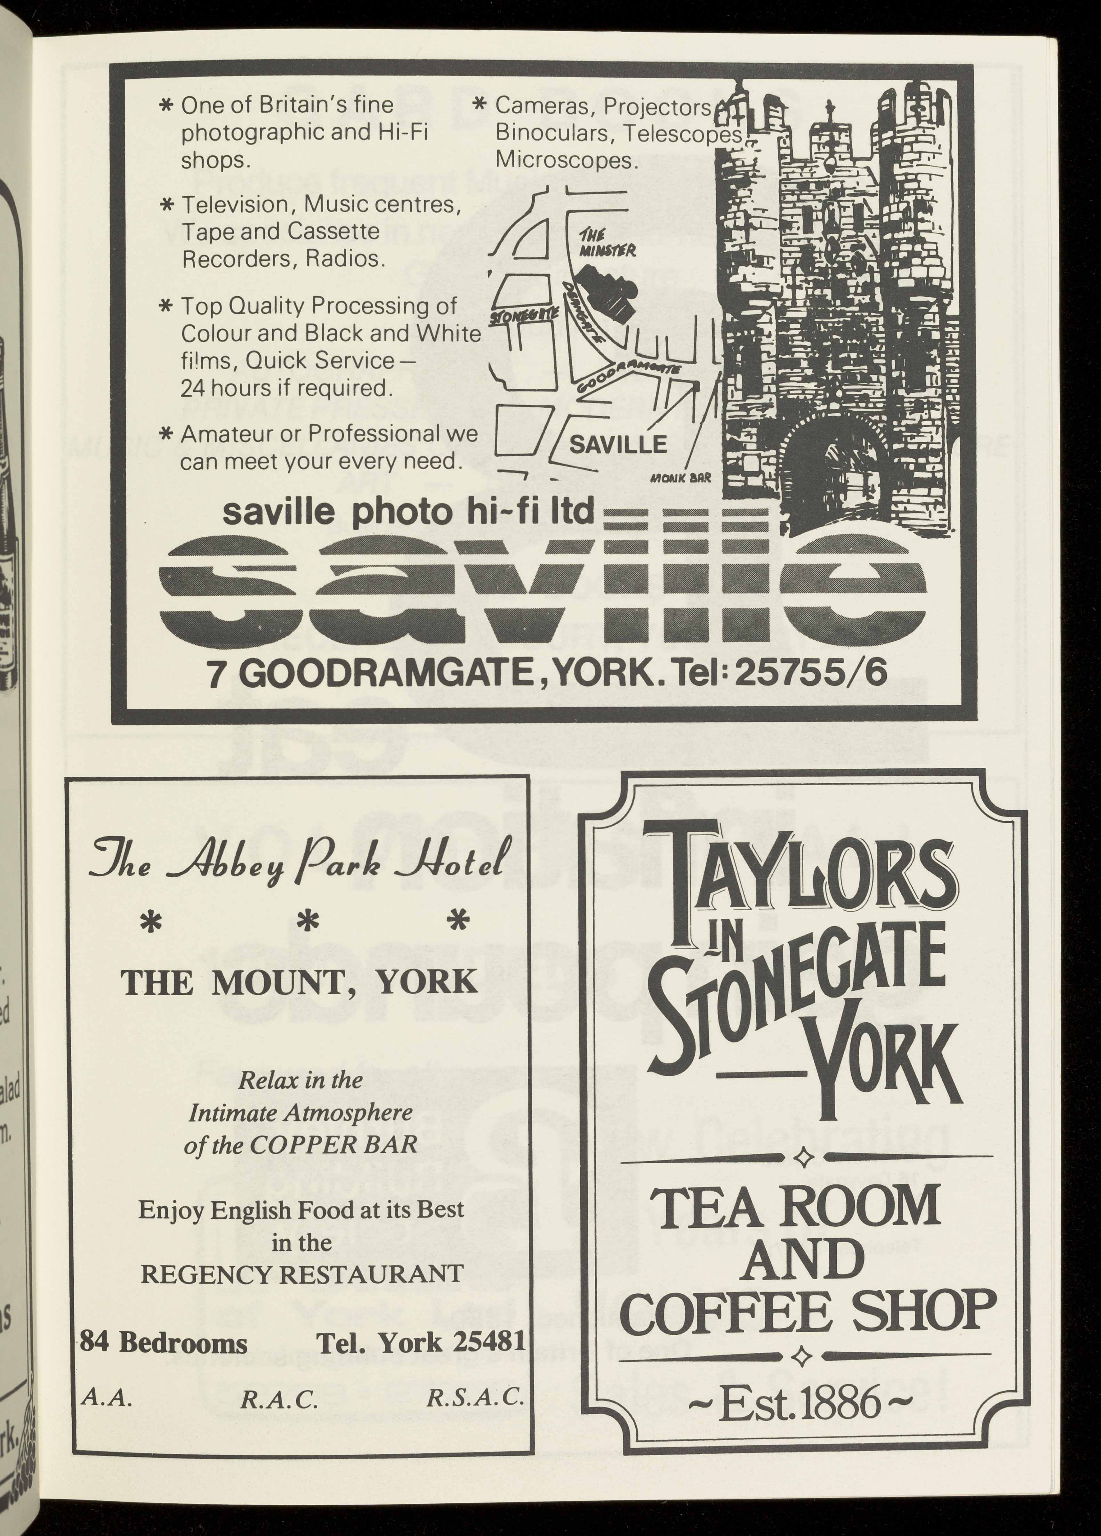 * One of Britain's fine
photographic and Hi-Fi
shops.
* Television, Music centres,
Tape and Cassette
Recorders, Radios.
* Top Quality Processing of
Colour and Black and White
films, Quick Service —
24 hours if required.
* Amateur or Professional we
can meet your every need.
* Cameras, Projectors,
Binoculars, Telescopes,
Microscopes.
THE
MINSTER
STONEGATE
DEANGATE
GOODRAMGATE
SAVILLE
MONK BAR
saville photo hi-fi ltd
saville
7 GOODRAMGATE, YORK. Tel: 25755/6
The Abbey Park Hotel
* * *
THE MOUNT, YORK
Relax in the
Intimate Atmosphere
of the COPPER BAR
Enjoy English Food at its Best
in the
REGENCY RESTAURANT
84 Bedrooms Tel. York 25481
A.A. R.A.C. R.S.A.C.
TAYLORS
IN
STONEGATE
—YORK
TEA ROOM
AND
COFFEE SHOP
~Est.1886~